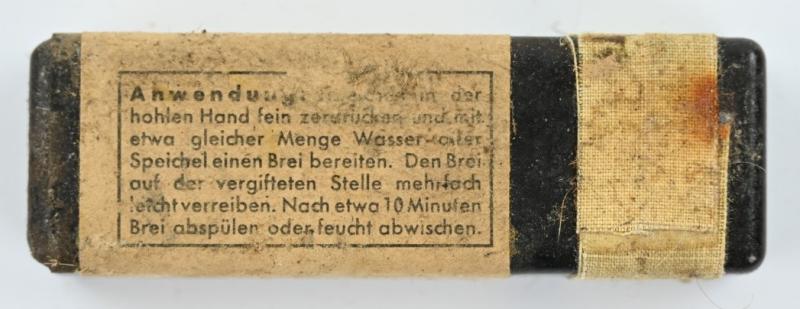 Anwendung: in der
hohlen Hand fein zerdrücken und mit
etwa gleicher Menge Wasser oder
Speichel einen Brei bereiten. Den Brei
auf der vergifteten Stelle mehrfach
leicht verreiben. Nach etwa 10 Minuten
Brei abspülen oder feucht abwischen.